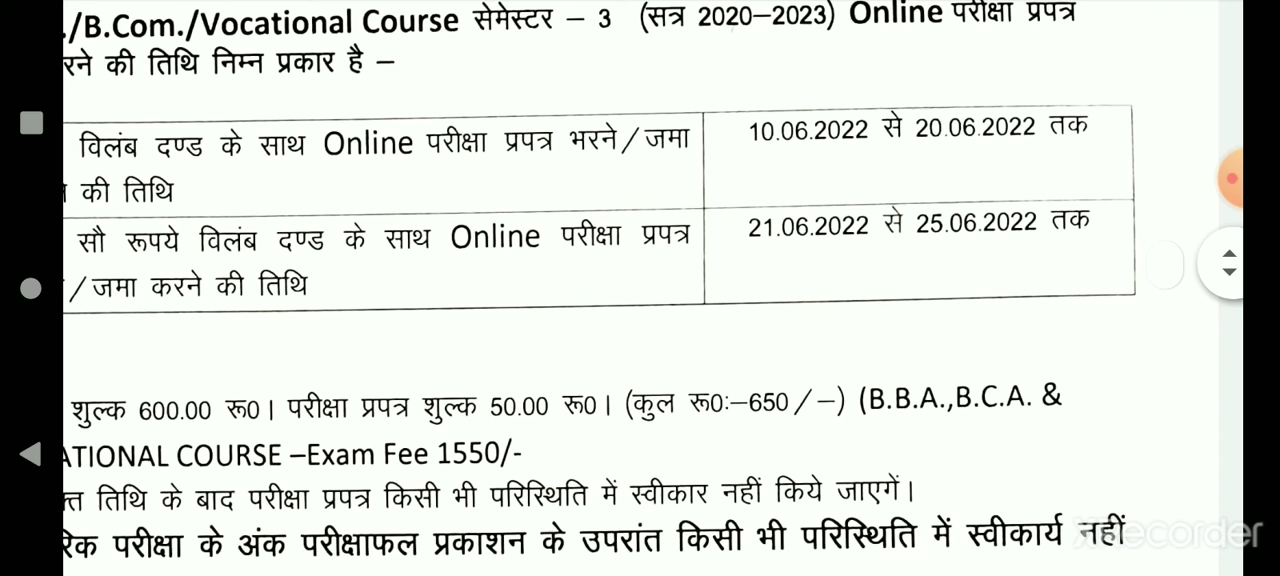 ./B.Com./Vocational Course सेमेस्टर – 3 (सत्र 2020–2023) Online परीक्षा प्रपत्र
रने की तिथि निम्न प्रकार है –
विलंब दण्ड के साथ Online परीक्षा प्रपत्र भरने/जमा
की तिथि
10.06.2022 से 20.06.2022 तक
सौ रूपये विलंब दण्ड के साथ Online परीक्षा प्रपत्र
/जमा करने की तिथि
21.06.2022 से 25.06.2022 तक
शुल्क 600.00 रू0। परीक्षा प्रपत्र शुल्क 50.00 रू0। (कुल रू0:–650/–) (B.B.A.,B.C.A. &
ATIONAL COURSE –Exam Fee 1550/-
क्त तिथि के बाद परीक्षा प्रपत्र किसी भी परिस्थिति में स्वीकार नहीं किये जाएगें।
रिक परीक्षा के अंक परीक्षाफल प्रकाशन के उपरांत किसी भी परिस्थिति में स्वीकार्य नहीं
XRecorder